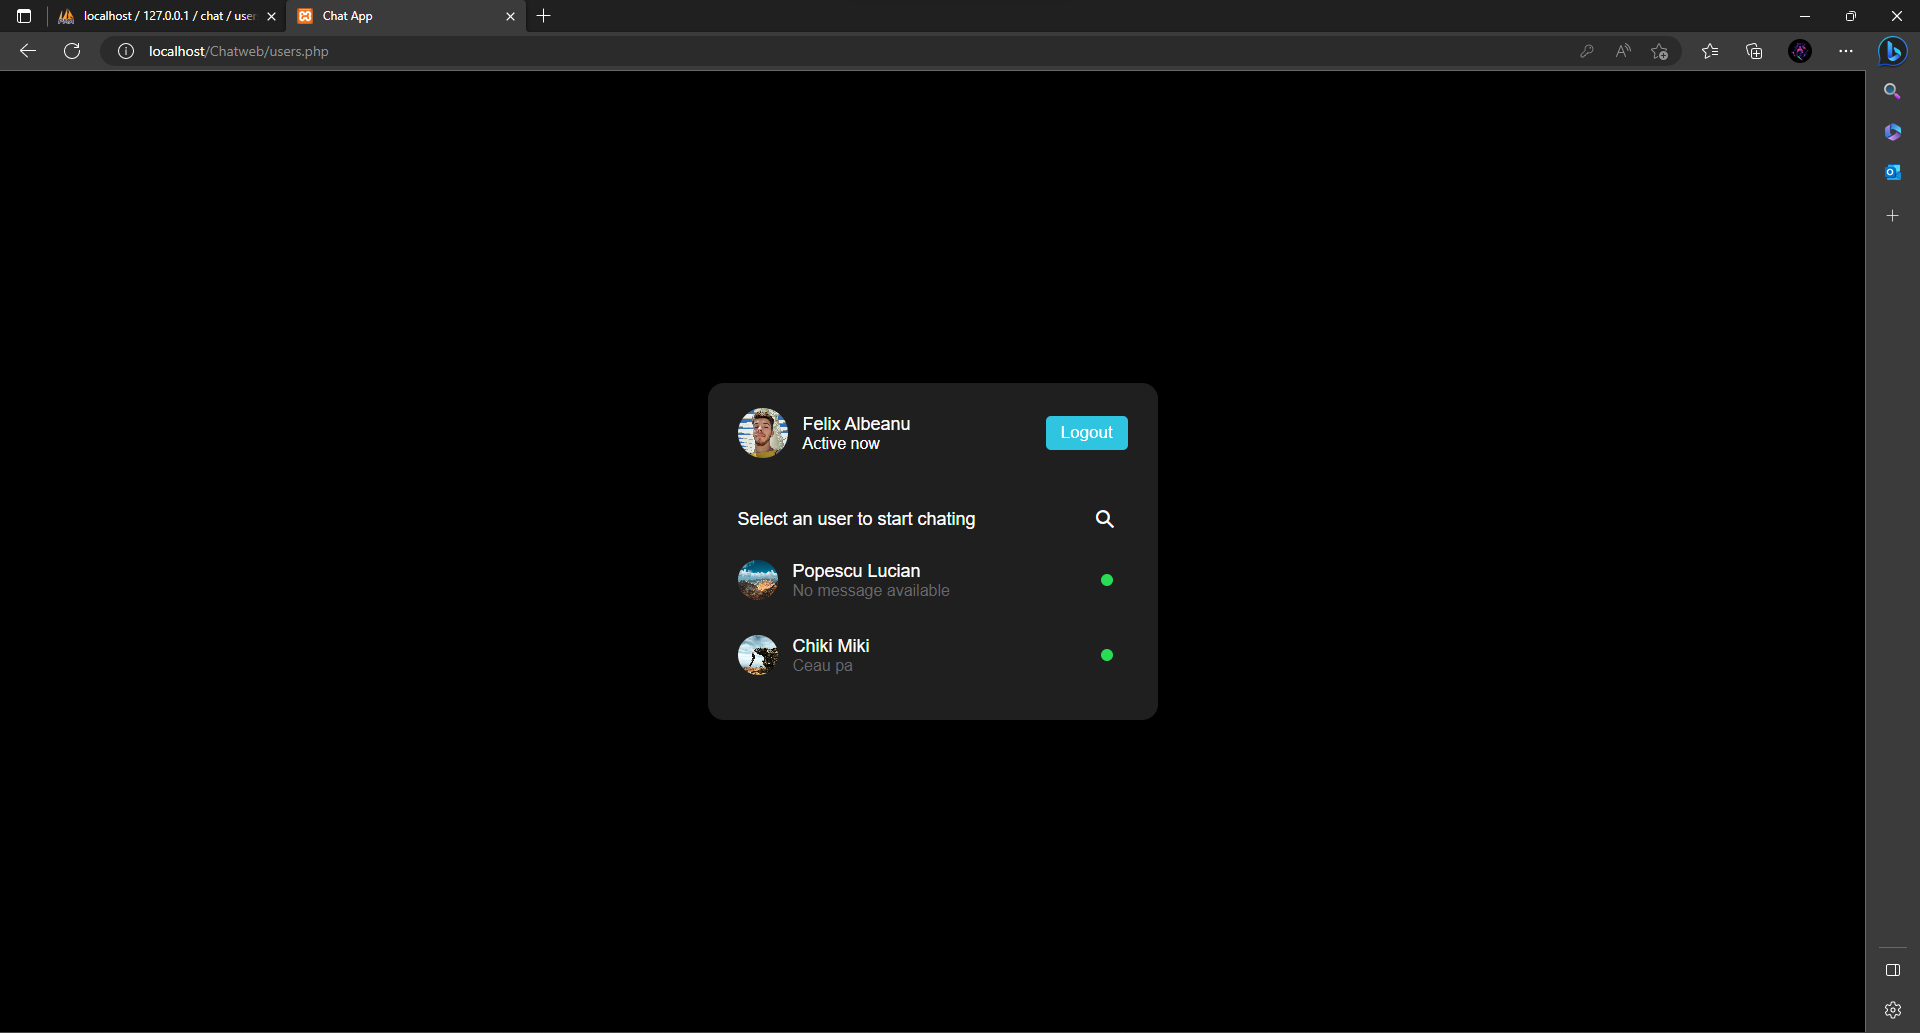 localhost / 127.0.0.1 / chat / user
Chat App
localhost/Chatweb/users.php
Felix Albeanu
Active now
Logout
Select an user to start chating
Popescu Lucian
No message available
Chiki Miki
Ceau pa